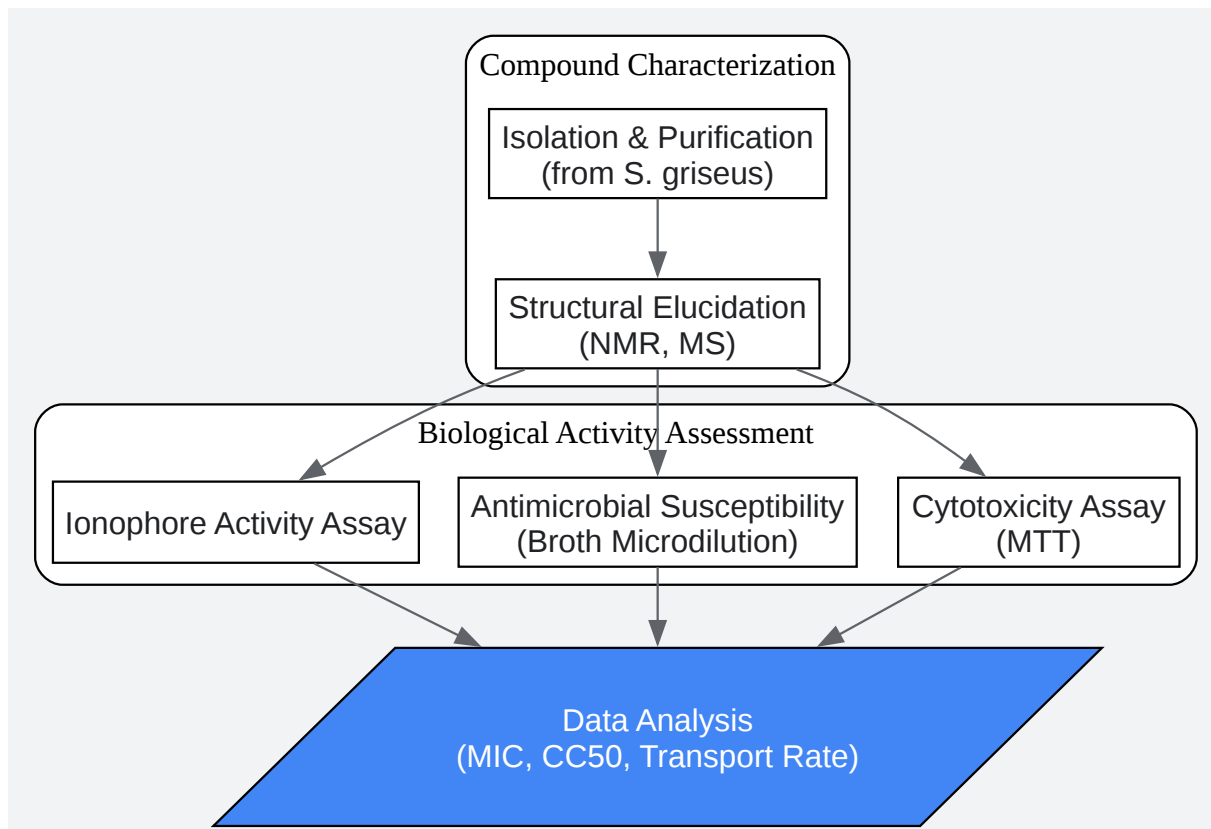 Compound Characterization
Isolation & Purification
(from S. griseus)
Structural Elucidation
(NMR, MS)
Biological Activity Assessment
Ionophore Activity Assay
Antimicrobial Susceptibility
(Broth Microdilution)
Cytotoxicity Assay
(MTT)
Data Analysis
(MIC, CC50, Transport Rate)